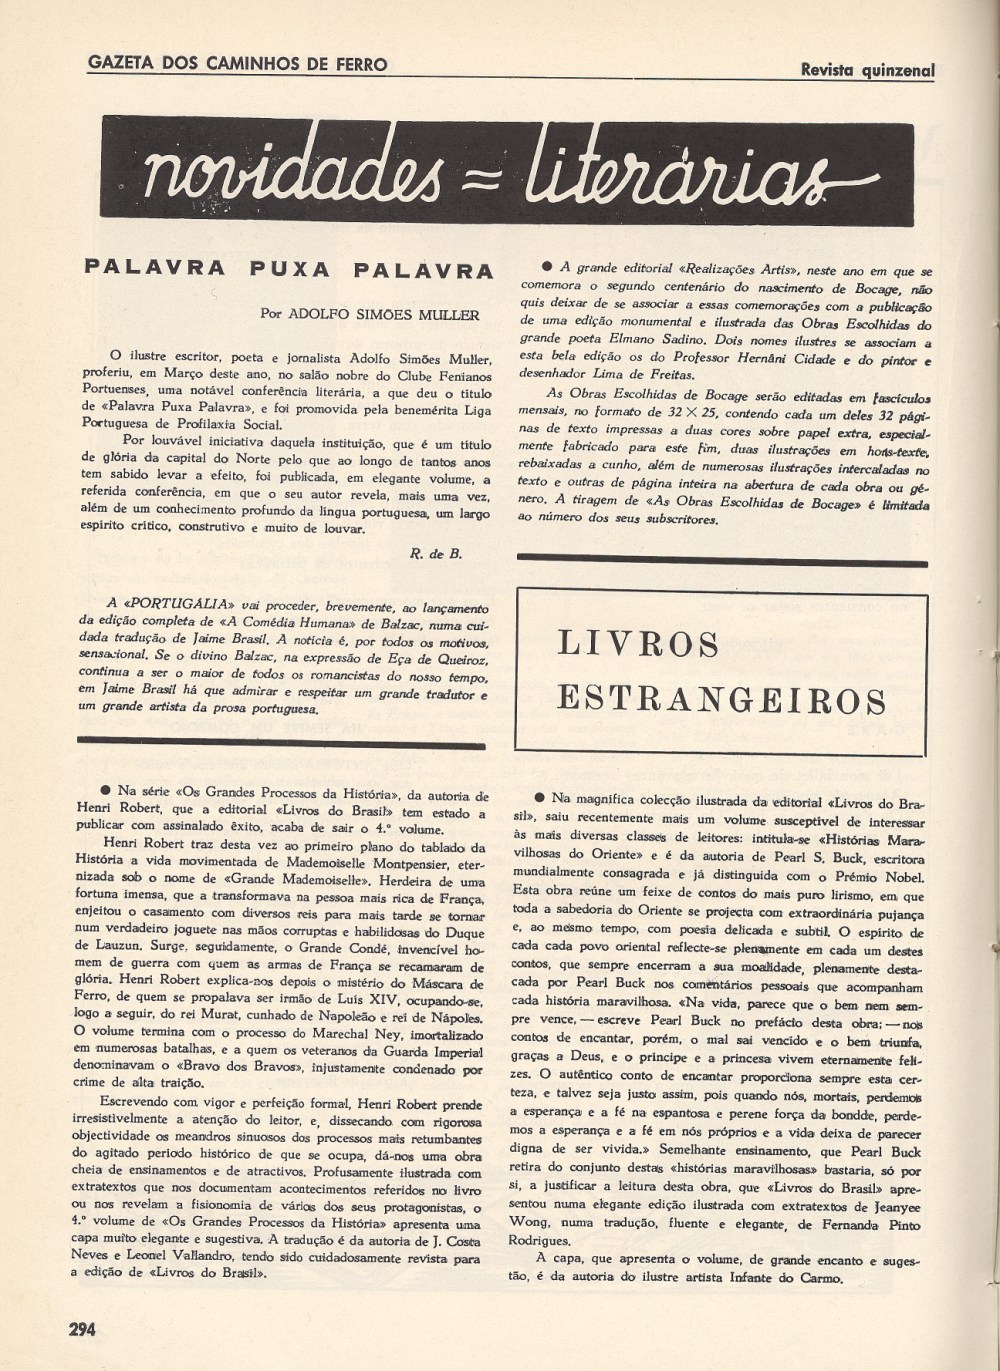 GAZETA DOS CAMINHOS DE FERRO
Revista quinzenal
novidades = literárias
PALAVRA PUXA PALAVRA
Por ADOLFO SIMÕES MULLER
O ilustre escritor, poeta e jornalista Adolfo Simões Muller,
proferiu, em Março deste ano, no salão nobre do Clube Fenianos
Portuenses, uma notável conferência literária, a que deu o título
de «Palavra Puxa Palavra», e foi promovida pela benemérita Liga
Portuguesa de Profilaxia Social.
Por louvável iniciativa daquela instituição, que é um título
de glória da capital do Norte pelo que ao longo de tantos anos
tem sabido levar a efeito, foi publicada, em elegante volume, a
referida conferência, em que o seu autor revela, mais uma vez,
além de um conhecimento profundo da língua portuguesa, um largo
espírito crítico, construtivo e muito de louvar.
R. de B.
A «PORTUGÁLIA» vai proceder, brevemente, ao lançamento
da edição completa de «A Comédia Humana» de Balzac, numa cui-
dada tradução de Jaime Brasil. A notícia é, por todos os motivos,
sensacional. Se o divino Balzac, na expressão de Eça de Queiroz,
continua a ser o maior de todos os romancistas do nosso tempo,
em Jaime Brasil há que admirar e respeitar um grande tradutor e
um grande artista da prosa portuguesa.
● Na série «Os Grandes Processos da História», da autoria de
Henri Robert, que a editorial «Livros do Brasil» tem estado a
publicar com assinalado êxito, acaba de sair o 4.º volume.
Henri Robert traz desta vez ao primeiro plano do tablado da
História a vida movimentada de Mademoiselle Montpensier, eter-
nizada sob o nome de «Grande Mademoiselle». Herdeira de uma
fortuna imensa, que a transformava na pessoa mais rica de França,
enjeitou o casamento com diversos reis para mais tarde se tornar
num verdadeiro joguete nas mãos corruptas e habilidosas do Duque
de Lauzun. Surge, seguidamente, o Grande Condé, invencível ho-
mem de guerra com quem as armas de França se recamaram de
glória. Henri Robert explica-nos depois o mistério do Máscara de
Ferro, de quem se propalava ser irmão de Luís XIV, ocupando-se,
logo a seguir, do rei Murat, cunhado de Napoleão e rei de Nápoles.
O volume termina com o processo do Marechal Ney, imortalizado
em numerosas batalhas, e a quem os veteranos da Guarda Imperial
denominavam o «Bravo dos Bravos», injustamente condenado por
crime de alta traição.
Escrevendo com vigor e perfeição formal, Henri Robert prende
irresistivelmente a atenção do leitor, e, dissecando com rigorosa
objectividade os meandros sinuosos dos processos mais retumbantes
do agitado período histórico de que se ocupa, dá-nos uma obra
cheia de ensinamentos e de atractivos. Profusamente ilustrada com
extratextos que nos documentam acontecimentos referidos no livro
ou nos revelam a fisionomia de vários dos seus protagonistas, o
4.º volume de «Os Grandes Processos da História» apresenta uma
capa muito elegante e sugestiva. A tradução é da autoria de J. Costa
Neves e Leonel Vallandro, tendo sido cuidadosamente revista para
a edição de «Livros do Brasil».
● A grande editorial «Realizações Artis», neste ano em que se
comemora o segundo centenário do nascimento de Bocage, não
quis deixar de se associar a essas comemorações com a publicação
de uma edição monumental e ilustrada das Obras Escolhidas do
grande poeta Elmano Sadino. Dois nomes ilustres se associam a
esta bela edição os do Professor Hernâni Cidade e do pintor e
desenhador Lima de Freitas.
As Obras Escolhidas de Bocage serão editadas em fascículos
mensais, no formato de 32 × 25, contendo cada um deles 32 pági-
nas de texto impressas a duas cores sobre papel extra, especial-
mente fabricado para este fim, duas ilustrações em hors-texte,
rebaixadas a cunho, além de numerosas ilustrações intercaladas no
texto e outras de página inteira na abertura de cada obra ou gé-
nero. A tiragem de «As Obras Escolhidas de Bocage» é limitada
ao número dos seus subscritores.
LIVROS
ESTRANGEIROS
● Na magnífica colecção ilustrada da editorial «Livros do Bra-
sil», saiu recentemente mais um volume susceptível de interessar
às mais diversas classes de leitores: intitula-se «Histórias Mara-
vilhosas do Oriente» e é da autoria de Pearl S. Buck, escritora
mundialmente consagrada e já distinguida com o Prémio Nobel.
Esta obra reúne um feixe de contos do mais puro lirismo, em que
toda a sabedoria do Oriente se projecta com extraordinária pujança
e, ao mesmo tempo, com poesia delicada e subtil. O espírito de
cada cada povo oriental reflecte-se plenamente em cada um destes
contos, que sempre encerram a sua moalidade, plenamente desta-
cada por Pearl Buck nos comentários pessoais que acompanham
cada história maravilhosa. «Na vida, parece que o bem nem sem-
pre vence, — escreve Pearl Buck no prefácio desta obra; — nos
contos de encantar, porém, o mal sai vencido e o bem triunfa,
graças a Deus, e o príncipe e a princesa vivem eternamente feli-
zes. O autêntico conto de encantar proporciona sempre esta cer-
teza, e talvez seja justo assim, pois quando nós, mortais, perdemos
a esperança e a fé na espantosa e perene força da bondde, perde-
mos a esperança e a fé em nós próprios e a vida deixa de parecer
digna de ser vivida.» Semelhante ensinamento, que Pearl Buck
retira do conjunto destas «histórias maravilhosas» bastaria, só por
si, a justificar a leitura desta obra, que «Livros do Brasil» apre-
sentou numa elegante edição ilustrada com extratextos de Jeanyee
Wong, numa tradução, fluente e elegante, de Fernanda Pinto
Rodrigues.
A capa, que apresenta o volume, de grande encanto e suges-
tão, é da autoria do ilustre artista Infante do Carmo.
294